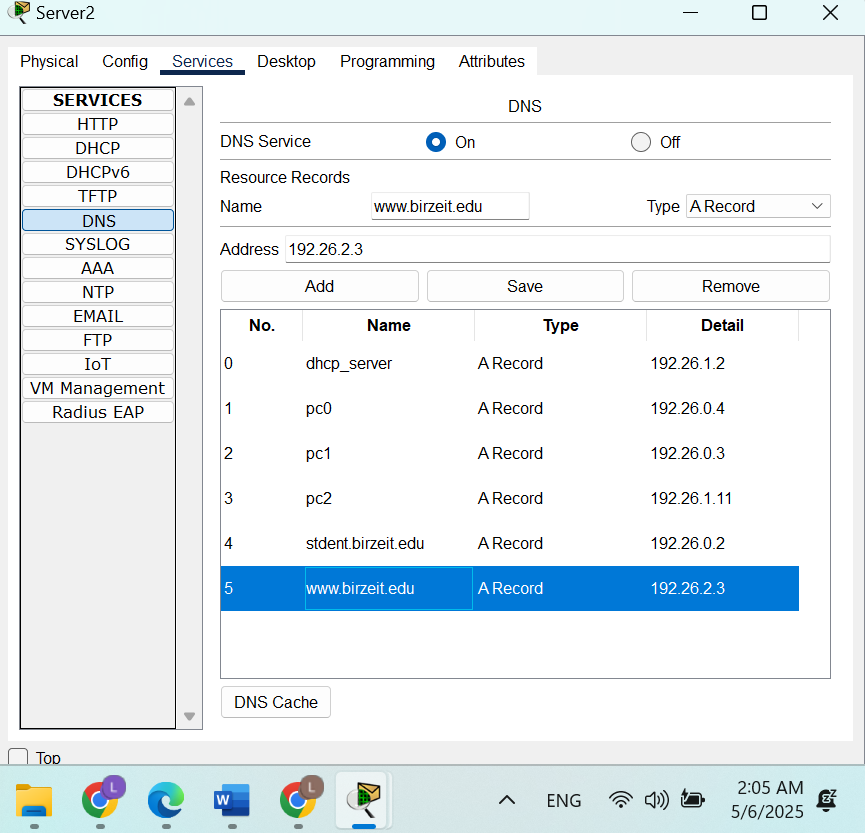 Server2
Physical Config Services Desktop Programming Attributes
SERVICES
HTTP
DHCP
DHCPv6
TFTP
DNS
SYSLOG
AAA
NTP
EMAIL
FTP
IoT
VM Management
Radius EAP
DNS
DNS Service On Off
Resource Records
Name www.birzeit.edu Type A Record
Address 192.26.2.3
Add Save Remove
No. Name Type Detail
0 dhcp_server A Record 192.26.1.2
1 pc0 A Record 192.26.0.4
2 pc1 A Record 192.26.0.3
3 pc2 A Record 192.26.1.11
4 stdent.birzeit.edu A Record 192.26.0.2
5 www.birzeit.edu A Record 192.26.2.3
DNS Cache
Top
L W L ENG 2:05 AM
5/6/2025